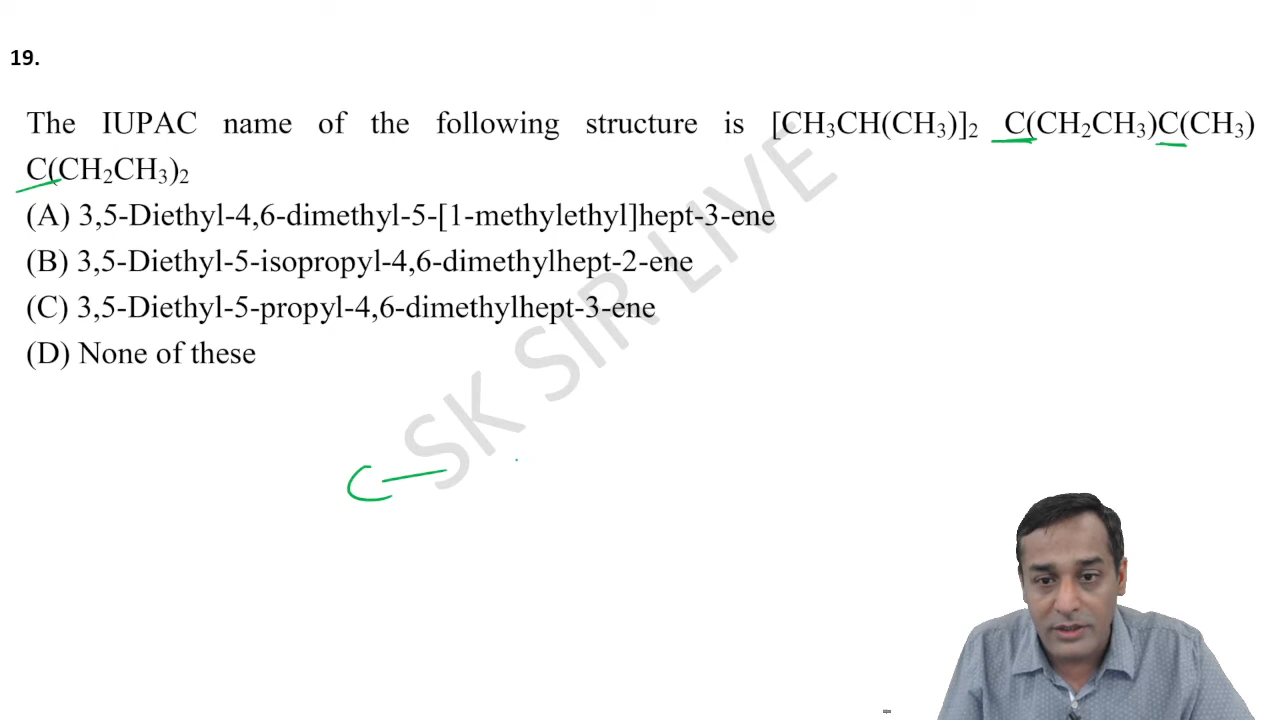 19.
The IUPAC name of the following structure is [CH₃CH(CH₃)]₂ C(CH₂CH₃)C(CH₃)
C(CH₂CH₃)₂
(A) 3,5-Diethyl-4,6-dimethyl-5-[1-methylethyl]hept-3-ene
(B) 3,5-Diethyl-5-isopropyl-4,6-dimethylhept-2-ene
(C) 3,5-Diethyl-5-propyl-4,6-dimethylhept-3-ene
(D) None of these
SK SIR LIVE
C—